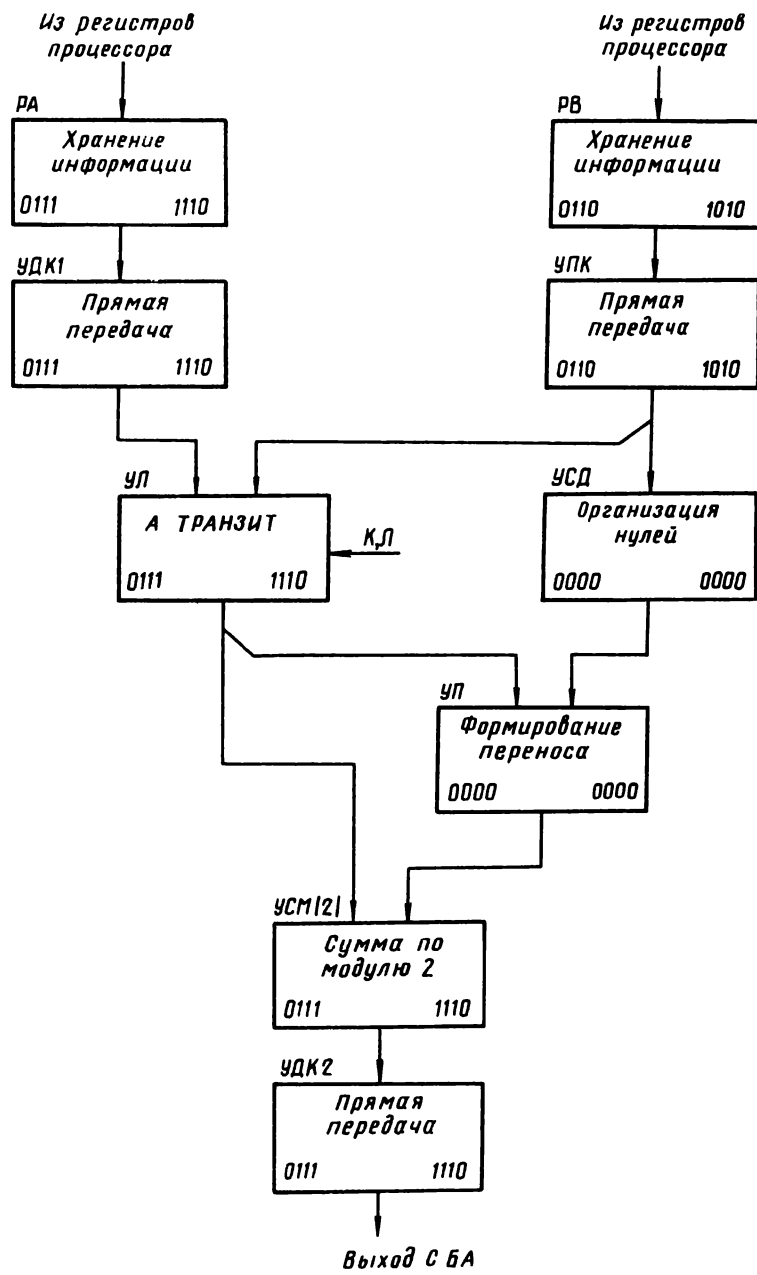 Из регистров
процессора
Из регистров
процессора
РА
Хранение
информации
0111 1110
РВ
Хранение
информации
0110 1010
УДК1
Прямая
передача
0111 1110
УПК
Прямая
передача
0110 1010
УЛ
А ТРАНЗИТ
0111 1110
К,Л
УСД
Организация
нулей
0000 0000
УП
Формирование
переноса
0000 0000
УСМ|2|
Сумма по
модулю 2
0111 1110
УДК2
Прямая
передача
0111 1110
Выход С БА